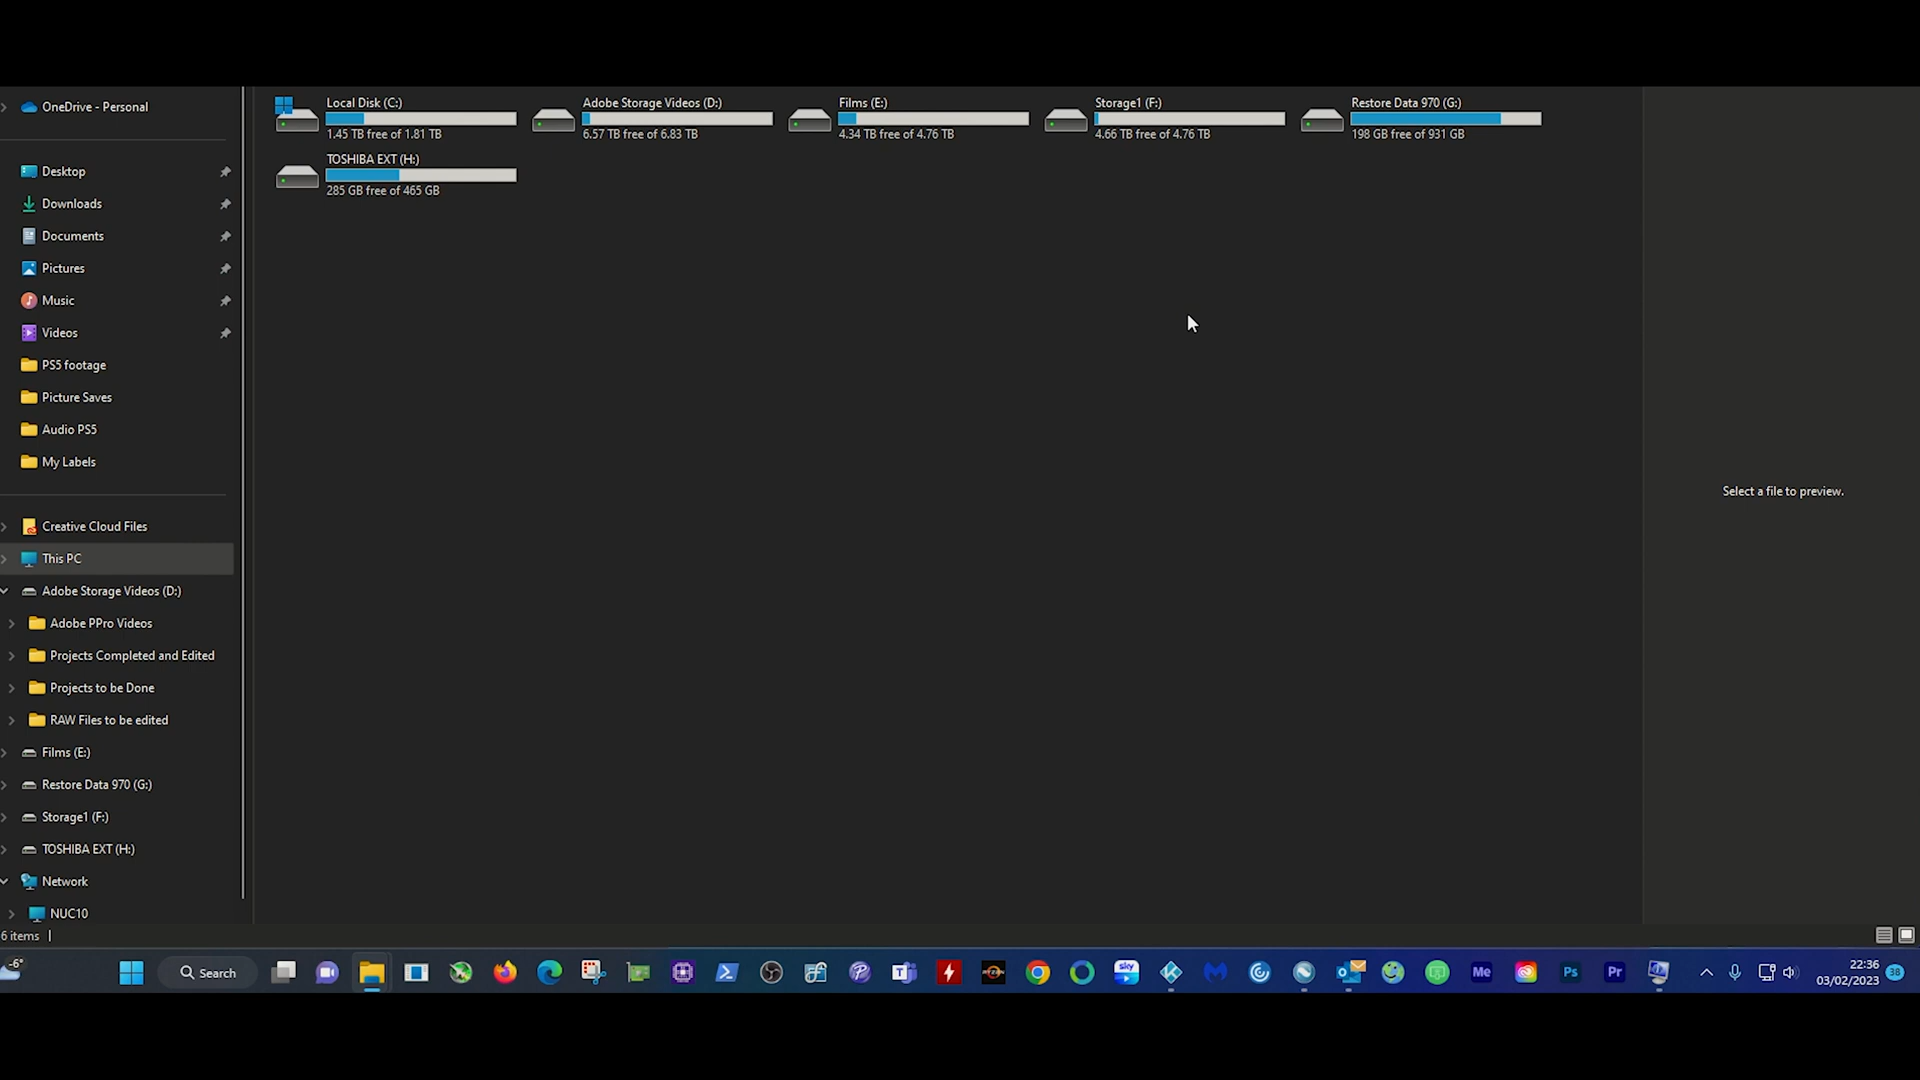 OneDrive - Personal
Desktop
Downloads
Documents
Pictures
Music
Videos
PS5 footage
Picture Saves
Audio PS5
My Labels
Creative Cloud Files
This PC
Adobe Storage Videos (D:)
Adobe PPro Videos
Projects Completed and Edited
Projects to be Done
RAW Files to be edited
Films (E:)
Restore Data 970 (G:)
Storage1 (F:)
TOSHIBA EXT (H:)
Network
NUC10
Local Disk (C:)
1.45 TB free of 1.81 TB
Adobe Storage Videos (D:)
6.57 TB free of 6.83 TB
Films (E:)
4.34 TB free of 4.76 TB
Storage1 (F:)
4.66 TB free of 4.76 TB
Restore Data 970 (G:)
198 GB free of 931 GB
TOSHIBA EXT (H:)
285 GB free of 465 GB
Select a file to preview.
6 items
-6°
Search
sky
Me
Ps
Pr
22:36
03/02/2023
38